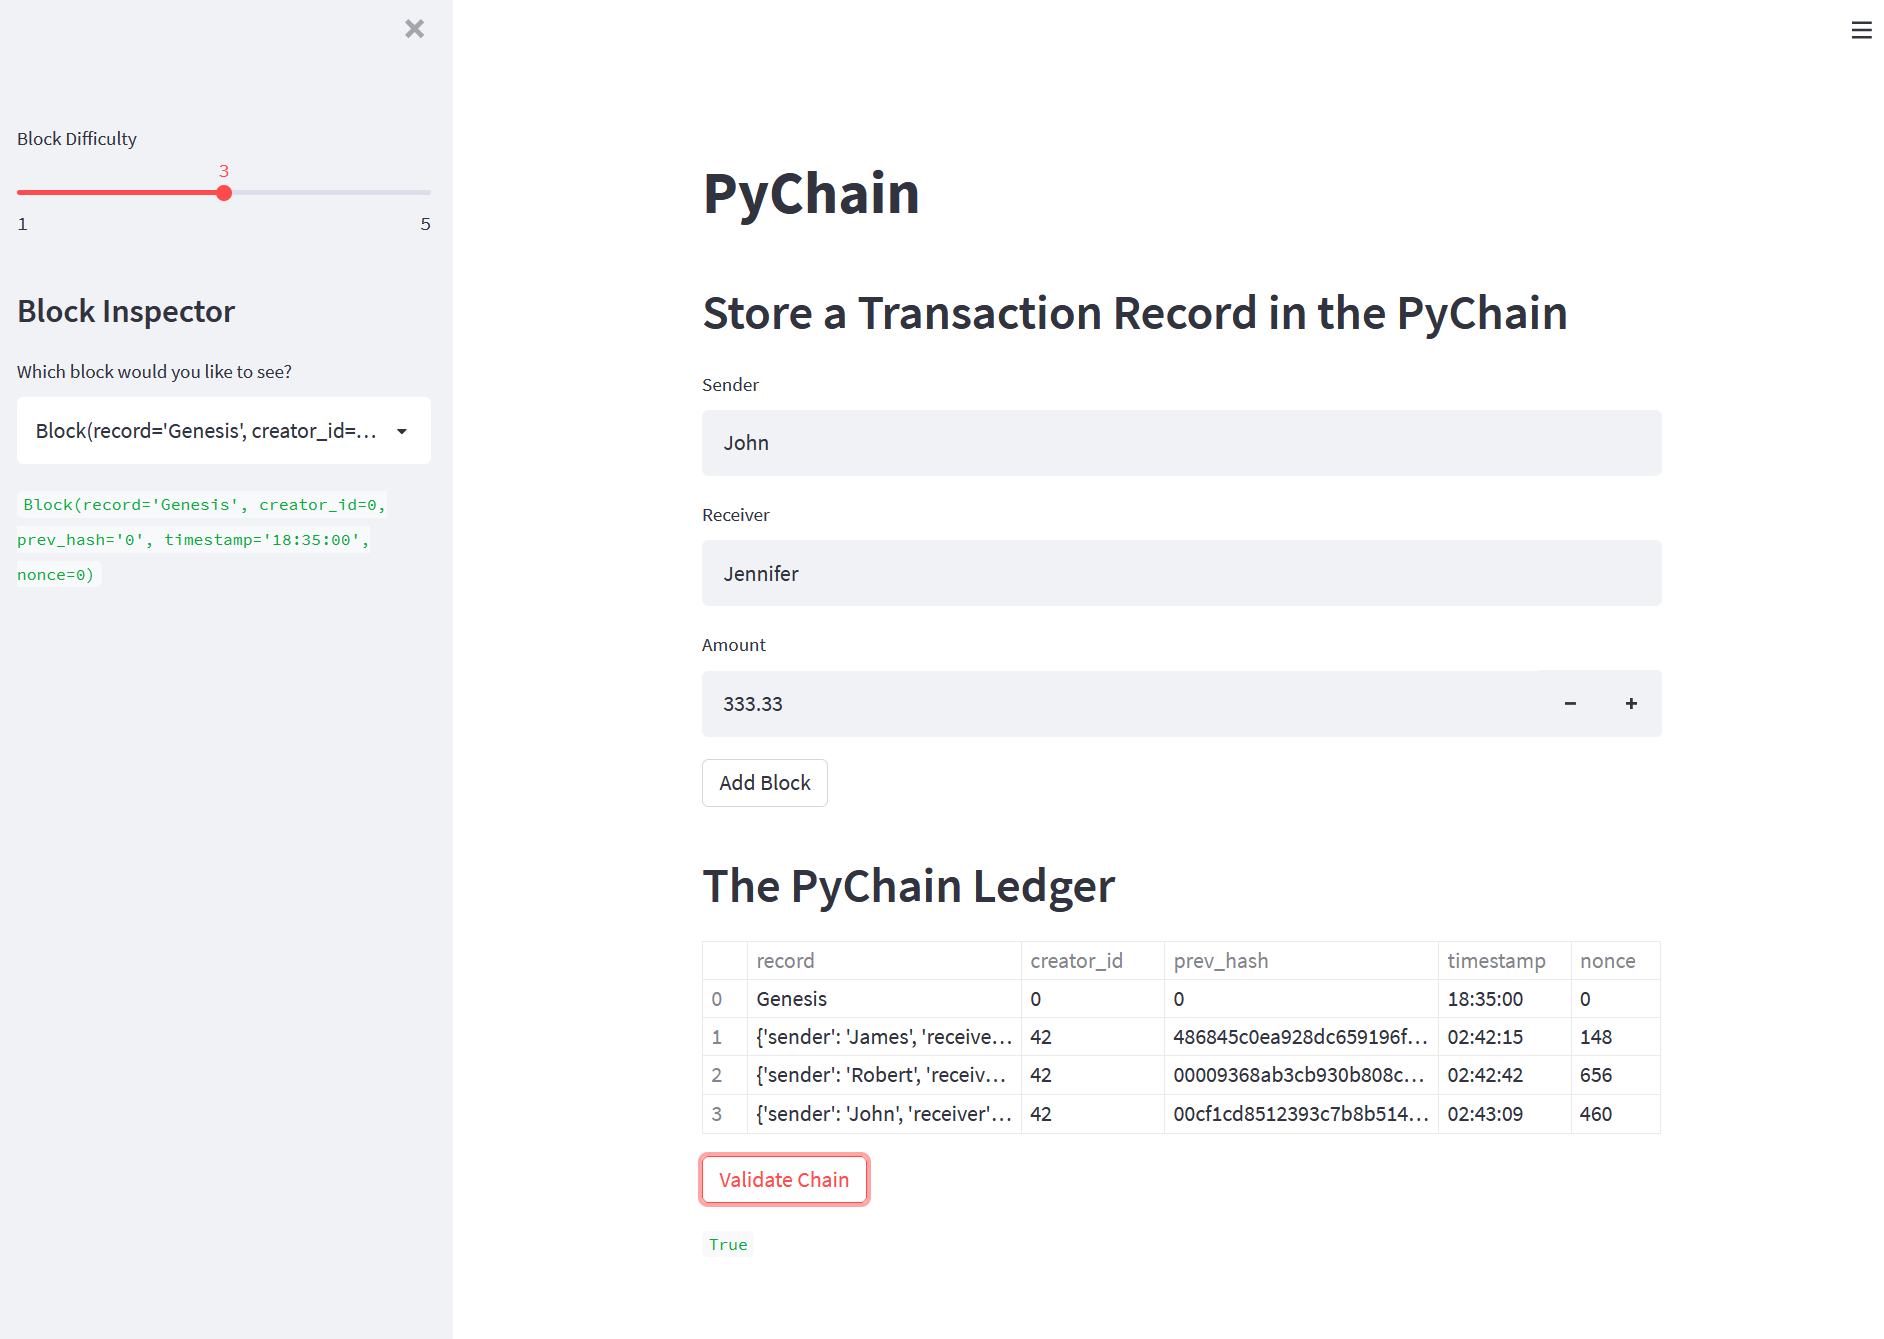 Block Difficulty
3
1 5
Block Inspector
Which block would you like to see?
Block(record='Genesis', creator_id=...
Block(record='Genesis', creator_id=0,
prev_hash='0', timestamp='18:35:00',
nonce=0)
PyChain
Store a Transaction Record in the PyChain
Sender
John
Receiver
Jennifer
Amount
333.33
Add Block
The PyChain Ledger
record creator_id prev_hash timestamp nonce
0 Genesis 0 0 18:35:00 0
1 {'sender': 'James', 'receive... 42 486845c0ea928dc659196f... 02:42:15 148
2 {'sender': 'Robert', 'receiv... 42 00009368ab3cb930b808c... 02:42:42 656
3 {'sender': 'John', 'receiver'... 42 00cf1cd8512393c7b8b514... 02:43:09 460
Validate Chain
True